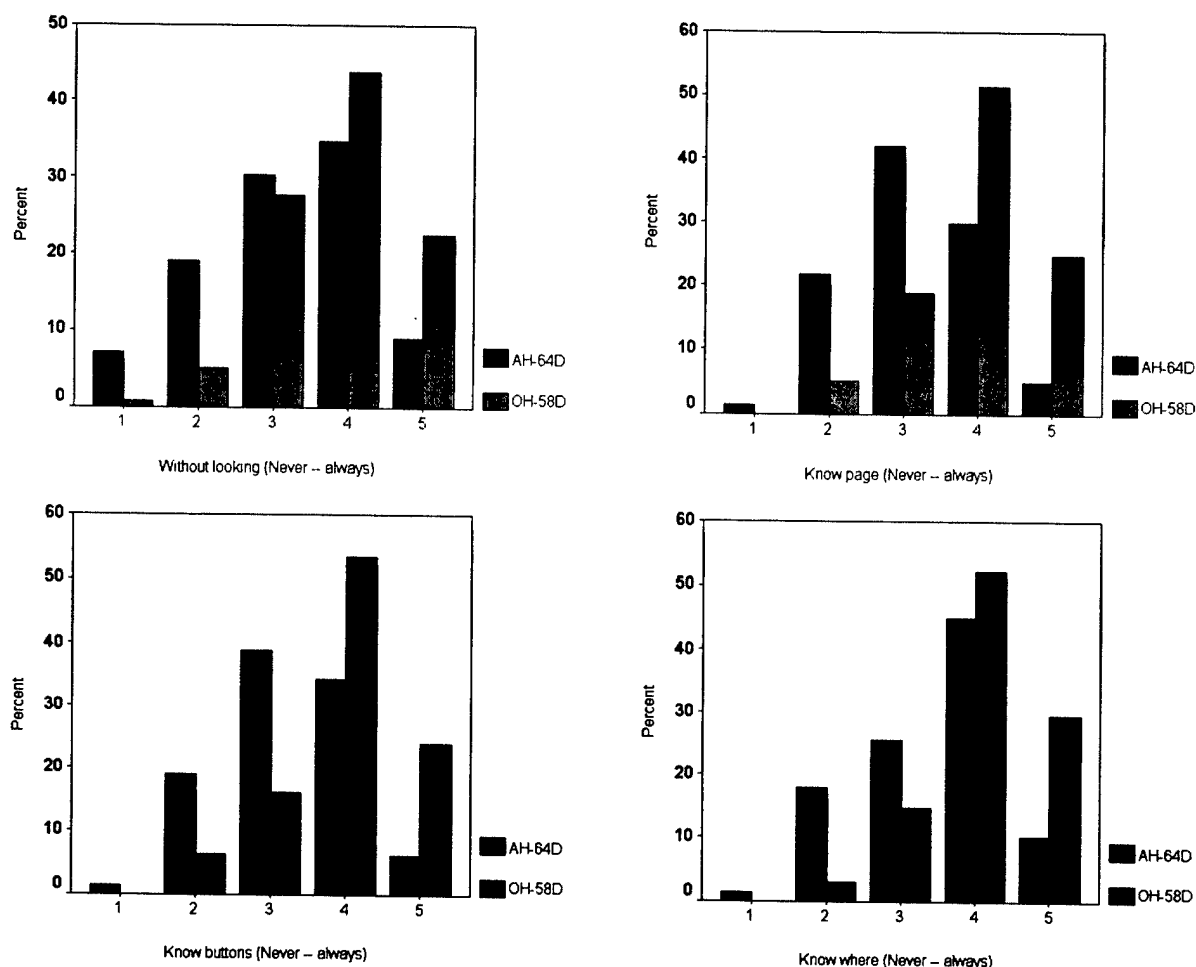 50
40
30
20
10
0
Percent
1 2 3 4 5
Without looking (Never -- always)
AH-64D
OH-58D
60
50
40
30
20
10
0
Percent
1 2 3 4 5
Know page (Never -- always)
AH-64D
OH-58D
60
50
40
30
20
10
0
Percent
1 2 3 4 5
Know buttons (Never -- always)
AH-64D
OH-58D
60
50
40
30
20
10
0
Percent
1 2 3 4 5
Know where (Never -- always)
AH-64D
OH-58D